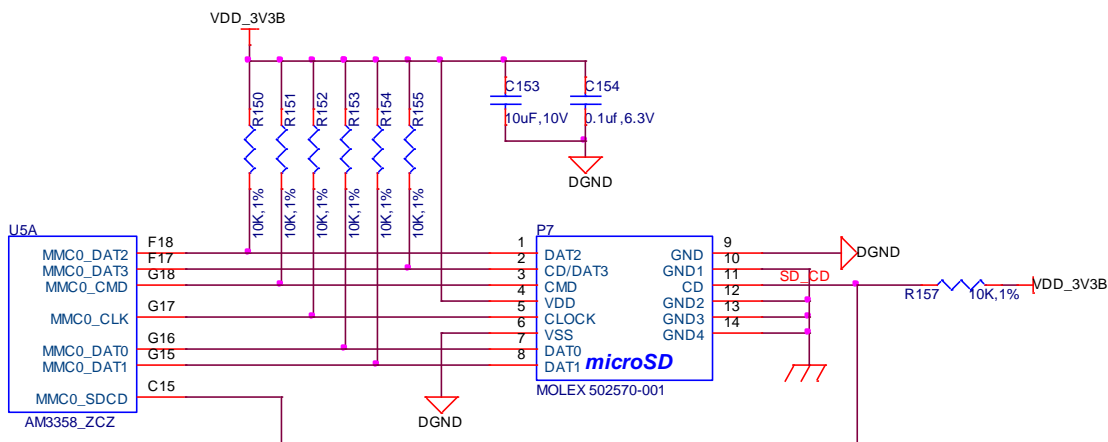 VDD_3V3B
R150
R151
R152
R153
R154
R155
10K,1%
10K,1%
10K,1%
10K,1%
10K,1%
10K,1%
C153
10uF,10V
C154
0.1uf,6.3V
DGND
U5A
MMC0_DAT2
MMC0_DAT3
MMC0_CMD
MMC0_CLK
MMC0_DAT0
MMC0_DAT1
MMC0_SDCD
AM3358_ZCZ
F18
F17
G18
G17
G16
G15
C15
P7
1
2
3
4
5
6
7
8
DAT2
CD/DAT3
CMD
VDD
CLOCK
VSS
DAT0
DAT1
GND
GND1
CD
GND2
GND3
GND4
microSD
MOLEX 502570-001
9
10
11
12
13
14
DGND
SD_CD
R157
10K,1%
VDD_3V3B
DGND